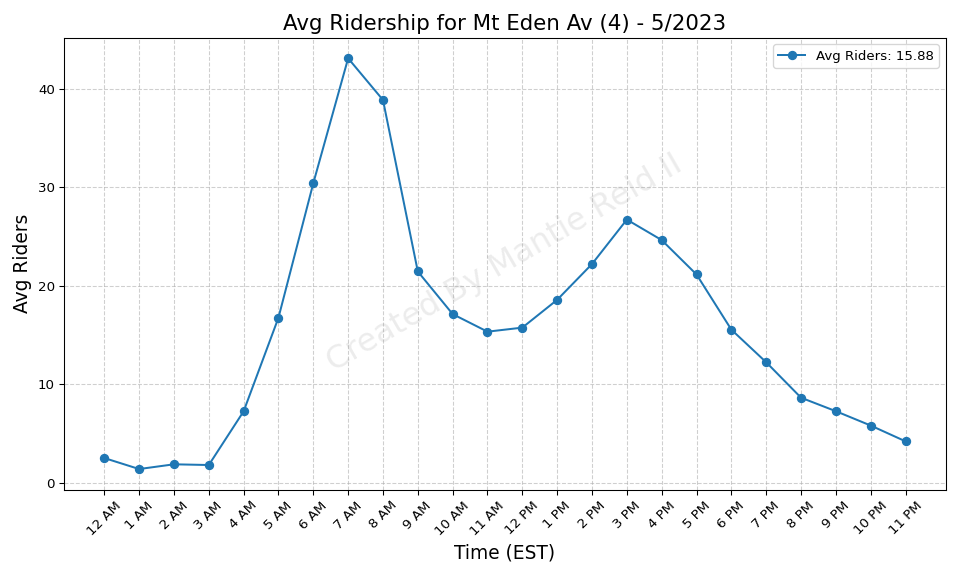 Avg Ridership for Mt Eden Av (4) - 5/2023
Avg Riders: 15.88
Avg Riders
40
30
20
10
0
Created By Mantie Reid II
12 AM
1 AM
2 AM
3 AM
4 AM
5 AM
6 AM
7 AM
8 AM
9 AM
10 AM
11 AM
12 PM
1 PM
2 PM
3 PM
4 PM
5 PM
6 PM
7 PM
8 PM
9 PM
10 PM
11 PM
Time (EST)